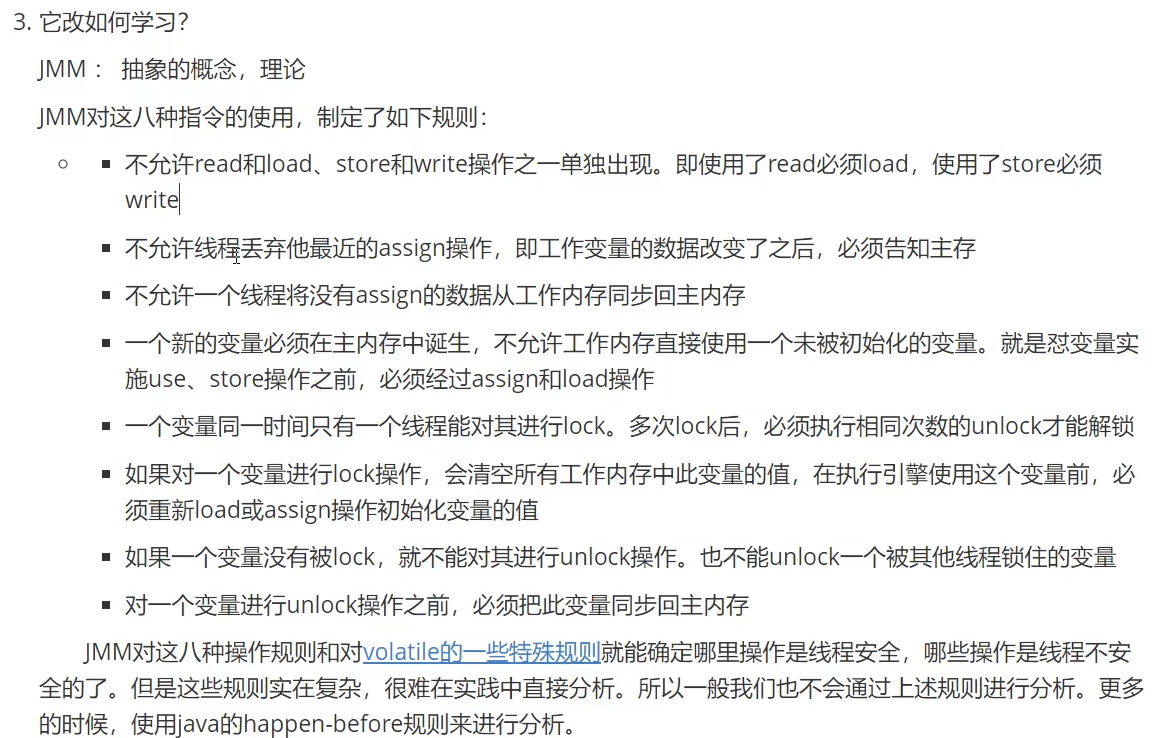 3. 它改如何学习？
JMM： 抽象的概念，理论
JMM对这八种指令的使用，制定了如下规则：
不允许read和load、store和write操作之一单独出现。即使用了read必须load，使用了store必须
write
不允许线程丢弃他最近的assign操作，即工作变量的数据改变了之后，必须告知主存
不允许一个线程将没有assign的数据从工作内存同步回主内存
一个新的变量必须在主内存中诞生，不允许工作内存直接使用一个未被初始化的变量。就是怼变量实
施use、store操作之前，必须经过assign和load操作
一个变量同一时间只有一个线程能对其进行lock。多次lock后，必须执行相同次数的unlock才能解锁
如果对一个变量进行lock操作，会清空所有工作内存中此变量的值，在执行引擎使用这个变量前，必
须重新load或assign操作初始化变量的值
如果一个变量没有被lock，就不能对其进行unlock操作。也不能unlock一个被其他线程锁住的变量
对一个变量进行unlock操作之前，必须把此变量同步回主内存
JMM对这八种操作规则和对volatile的一些特殊规则就能确定哪里操作是线程安全，哪些操作是线程不安
全的了。但是这些规则实在复杂，很难在实践中直接分析。所以一般我们也不会通过上述规则进行分析。更多
的时候，使用java的happen-before规则来进行分析。